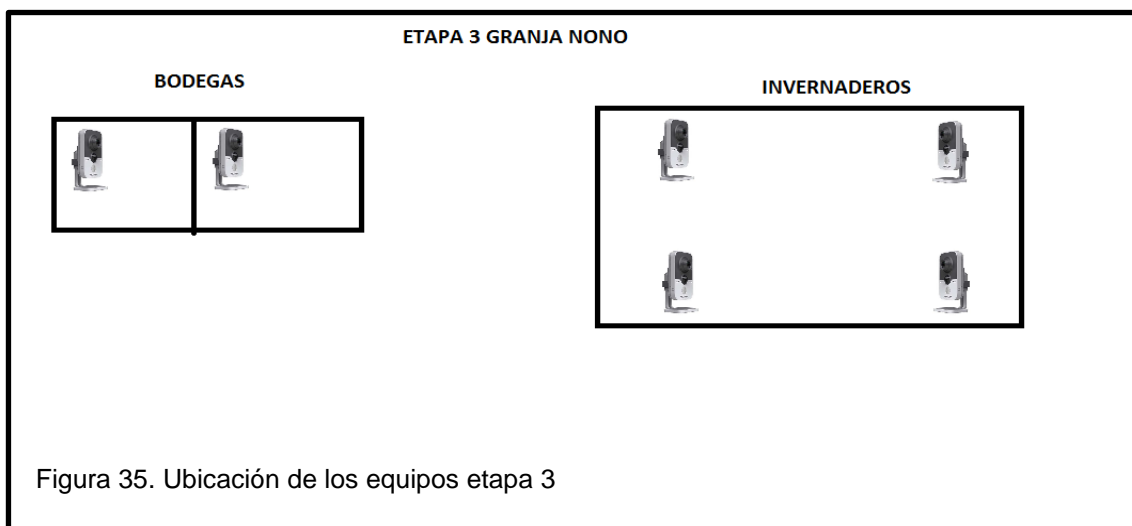 ETAPA 3 GRANJA NONO
BODEGAS
INVERNADEROS
Figura 35. Ubicación de los equipos etapa 3